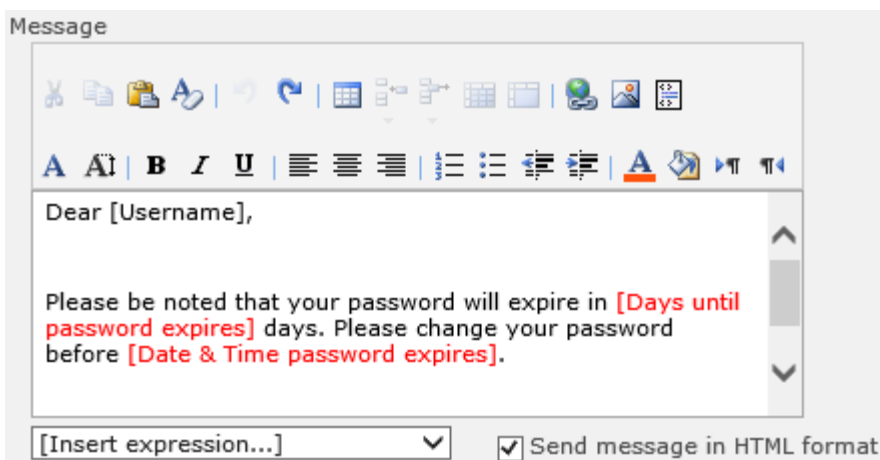 Message
Dear [Username],
Please be noted that your password will expire in [Days until
password expires] days. Please change your password
before [Date & Time password expires].
[Insert expression...]
Send message in HTML format